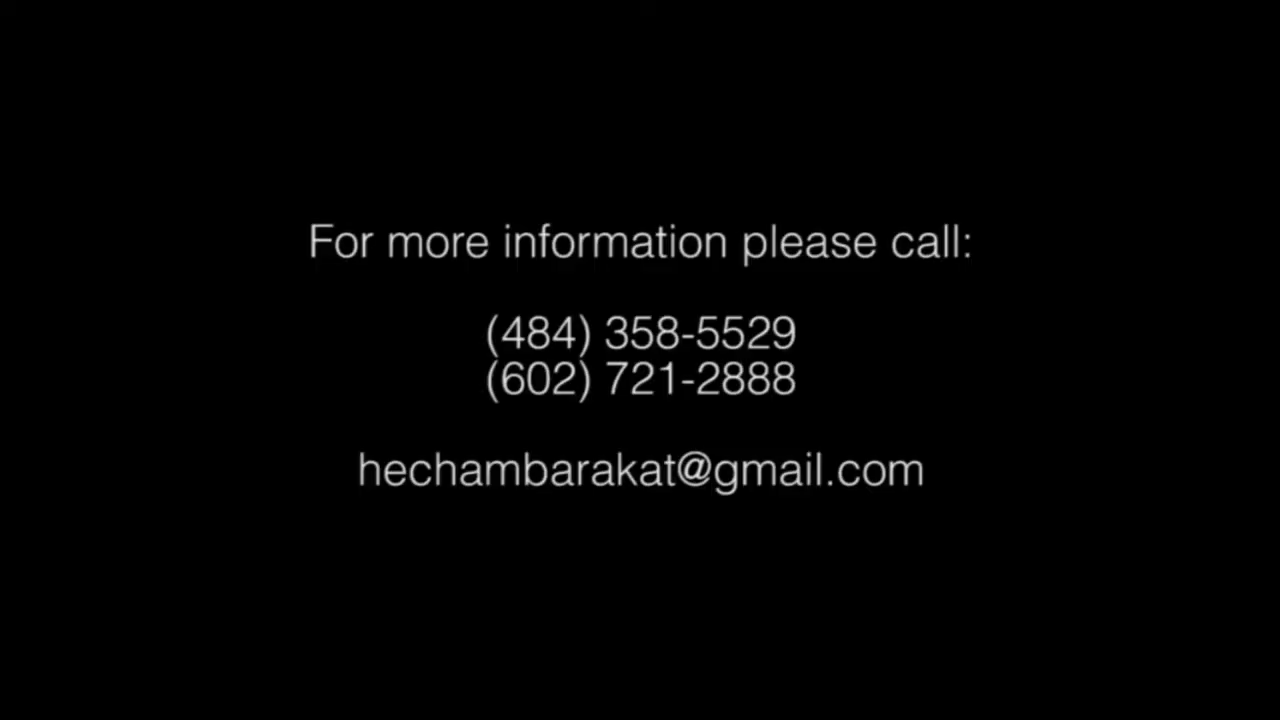 For more information please call:
(484) 358-5529
(602) 721-2888
hechambarakat@gmail.com